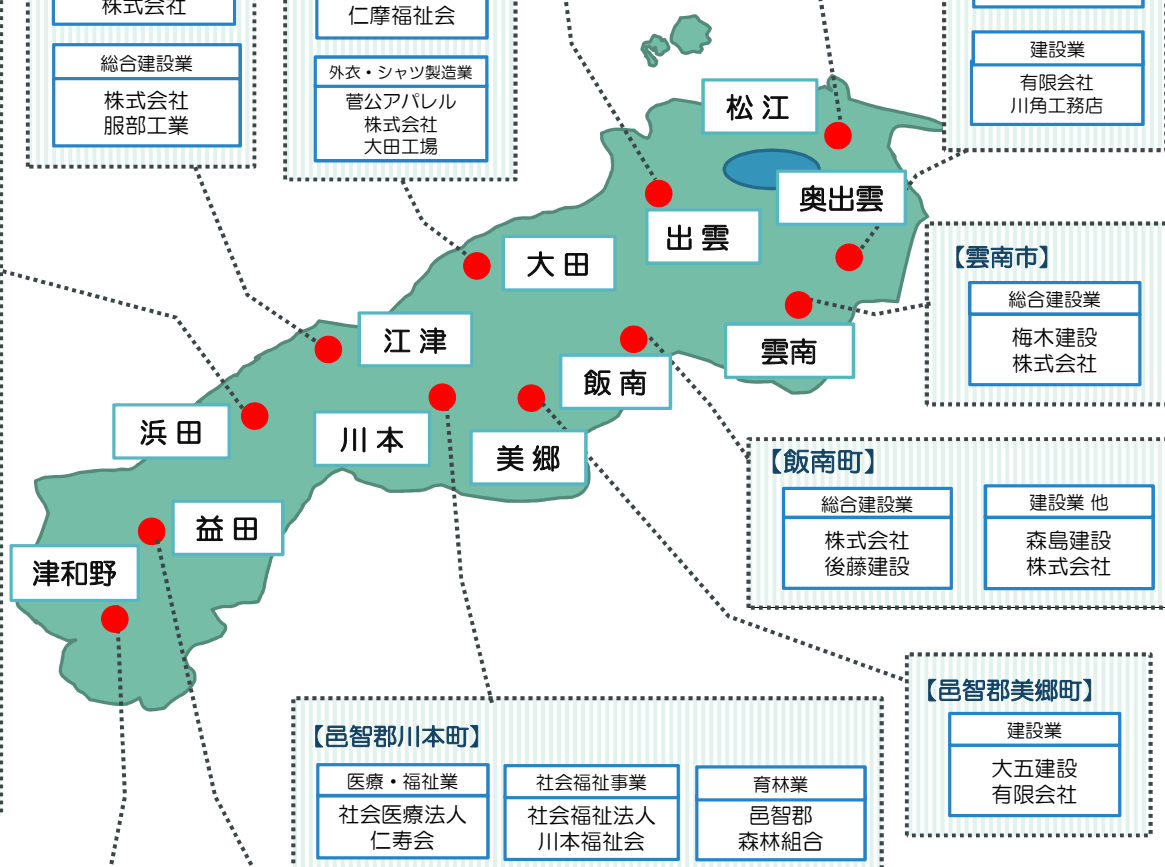 株式会社
総合建設業
株式会社
服部工業
仁摩福祉会
外衣・シャツ製造業
菅公アパレル
株式会社
大田工場
建設業
有限会社
川角工務店
松江
奥出雲
出雲
大田
江津
雲南
飯南
浜田
川本
美郷
益田
津和野
【雲南市】
総合建設業
梅木建設
株式会社
【飯南町】
総合建設業
株式会社
後藤建設
建設業 他
森島建設
株式会社
【邑智郡美郷町】
建設業
大五建設
有限会社
【邑智郡川本町】
医療・福祉業
社会医療法人
仁寿会
社会福祉事業
社会福祉法人
川本福祉会
育林業
邑智郡
森林組合